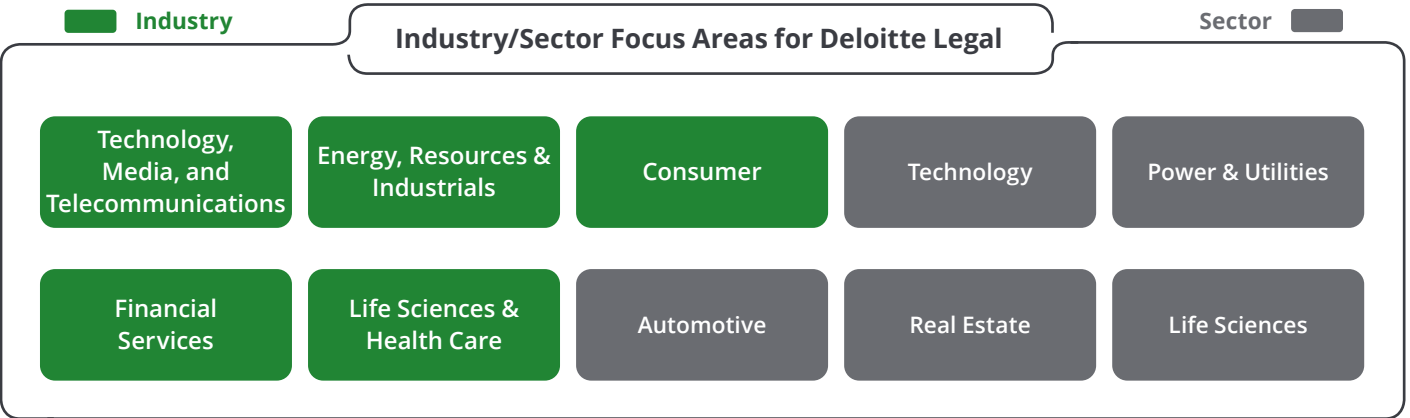 Industry
Industry/Sector Focus Areas for Deloitte Legal
Sector
Technology,
Media, and
Telecommunications
Energy, Resources &
Industrials
Consumer
Technology
Power & Utilities
Financial
Services
Life Sciences &
Health Care
Automotive
Real Estate
Life Sciences